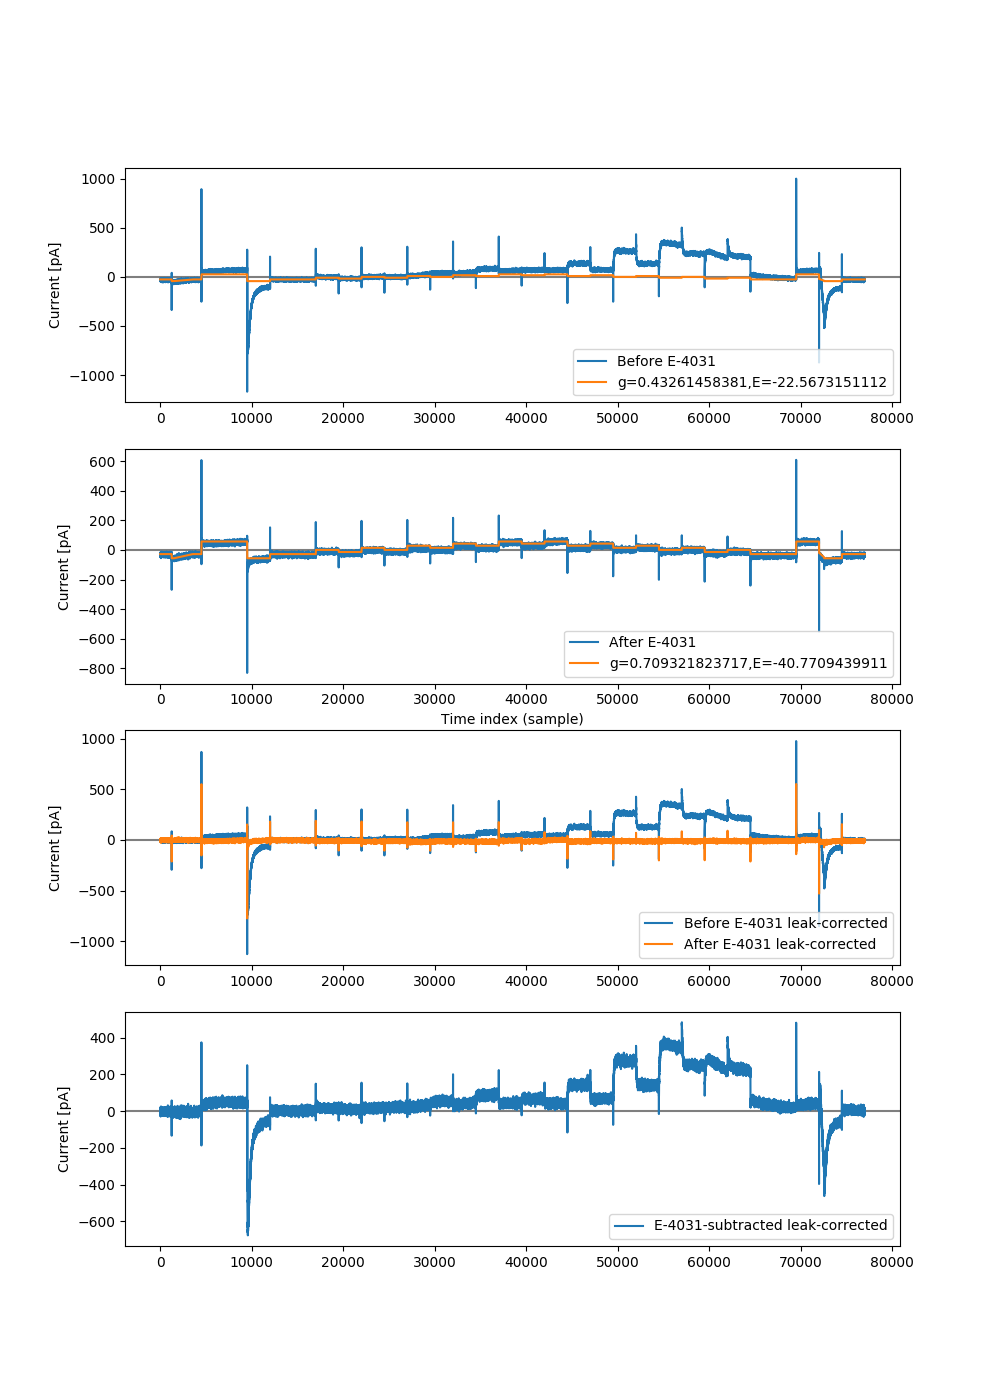 1000
500
0
−500
−1000
Current [pA]
Before E-4031
g=0.43261458381,E=-22.5673151112
0 10000 20000 30000 40000 50000 60000 70000 80000
600
400
200
0
−200
−400
−600
−800
Current [pA]
After E-4031
g=0.709321823717,E=-40.7709439911
0 10000 20000 30000 40000 50000 60000 70000 80000
Time index (sample)
1000
500
0
−500
−1000
Current [pA]
Before E-4031 leak-corrected
After E-4031 leak-corrected
0 10000 20000 30000 40000 50000 60000 70000 80000
400
200
0
−200
−400
−600
Current [pA]
E-4031-subtracted leak-corrected
0 10000 20000 30000 40000 50000 60000 70000 80000